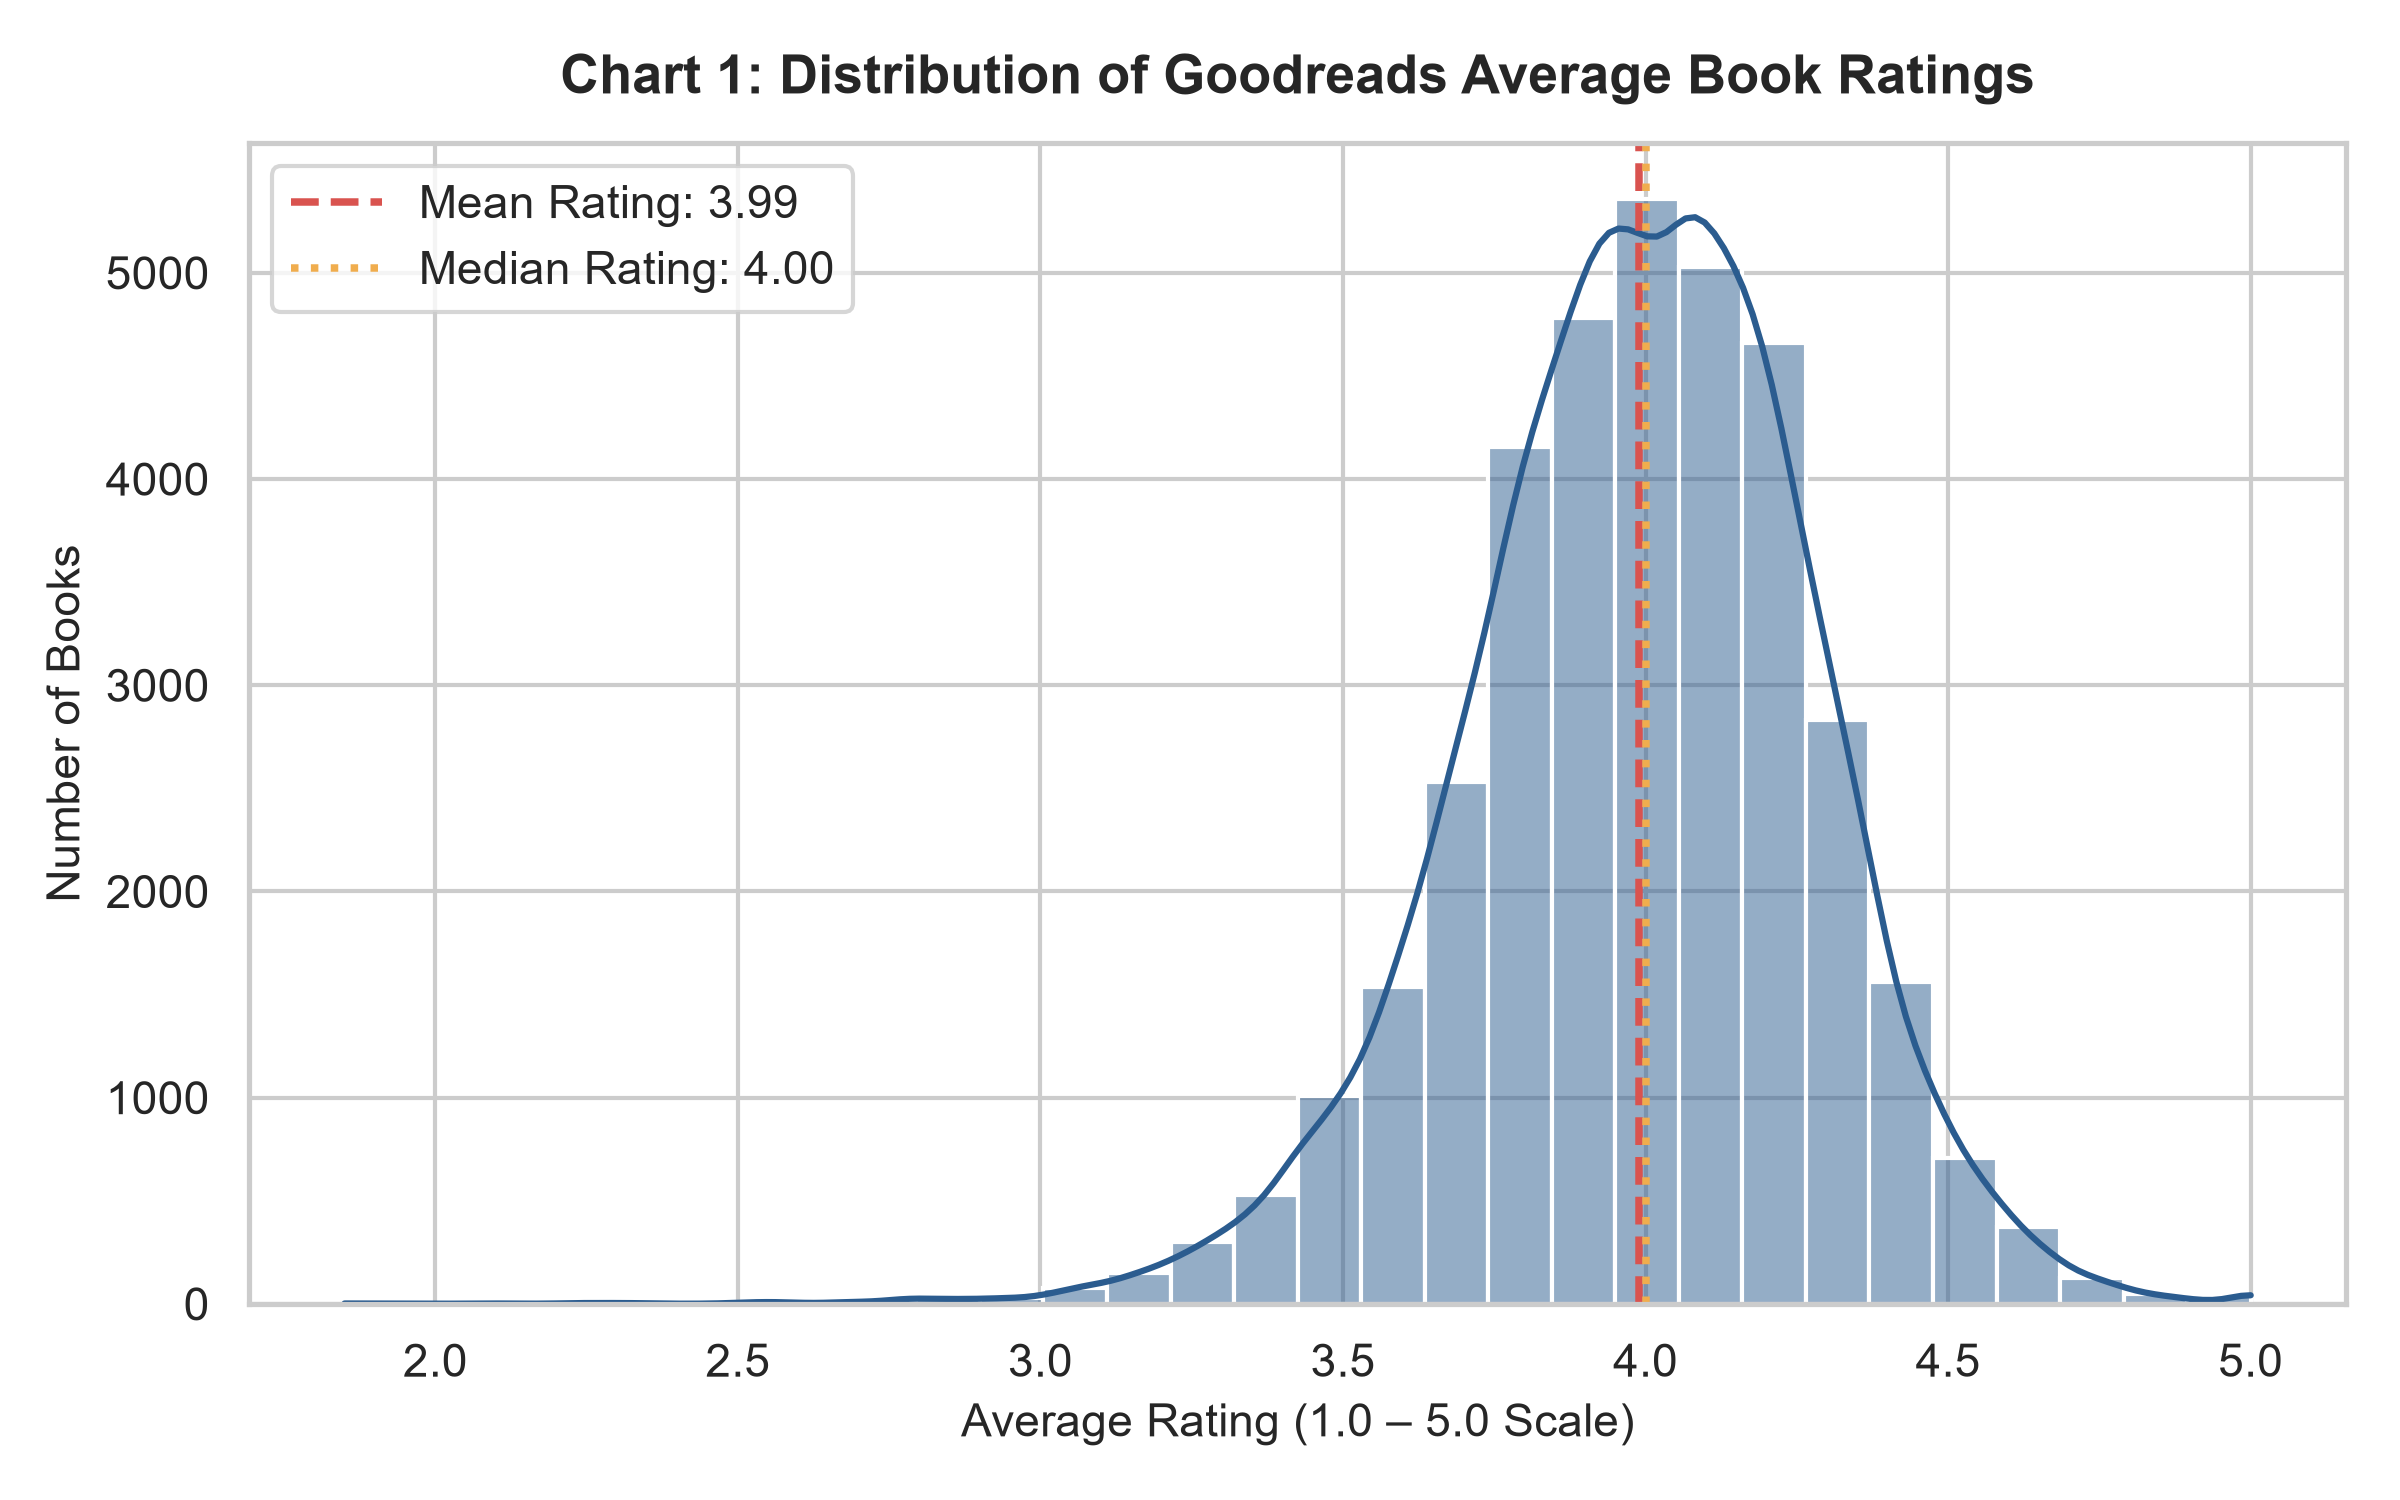 Chart 1: Distribution of Goodreads Average Book Ratings
Mean Rating: 3.99
Median Rating: 4.00
Number of Books
5000
4000
3000
2000
1000
0
2.0 2.5 3.0 3.5 4.0 4.5 5.0
Average Rating (1.0 – 5.0 Scale)